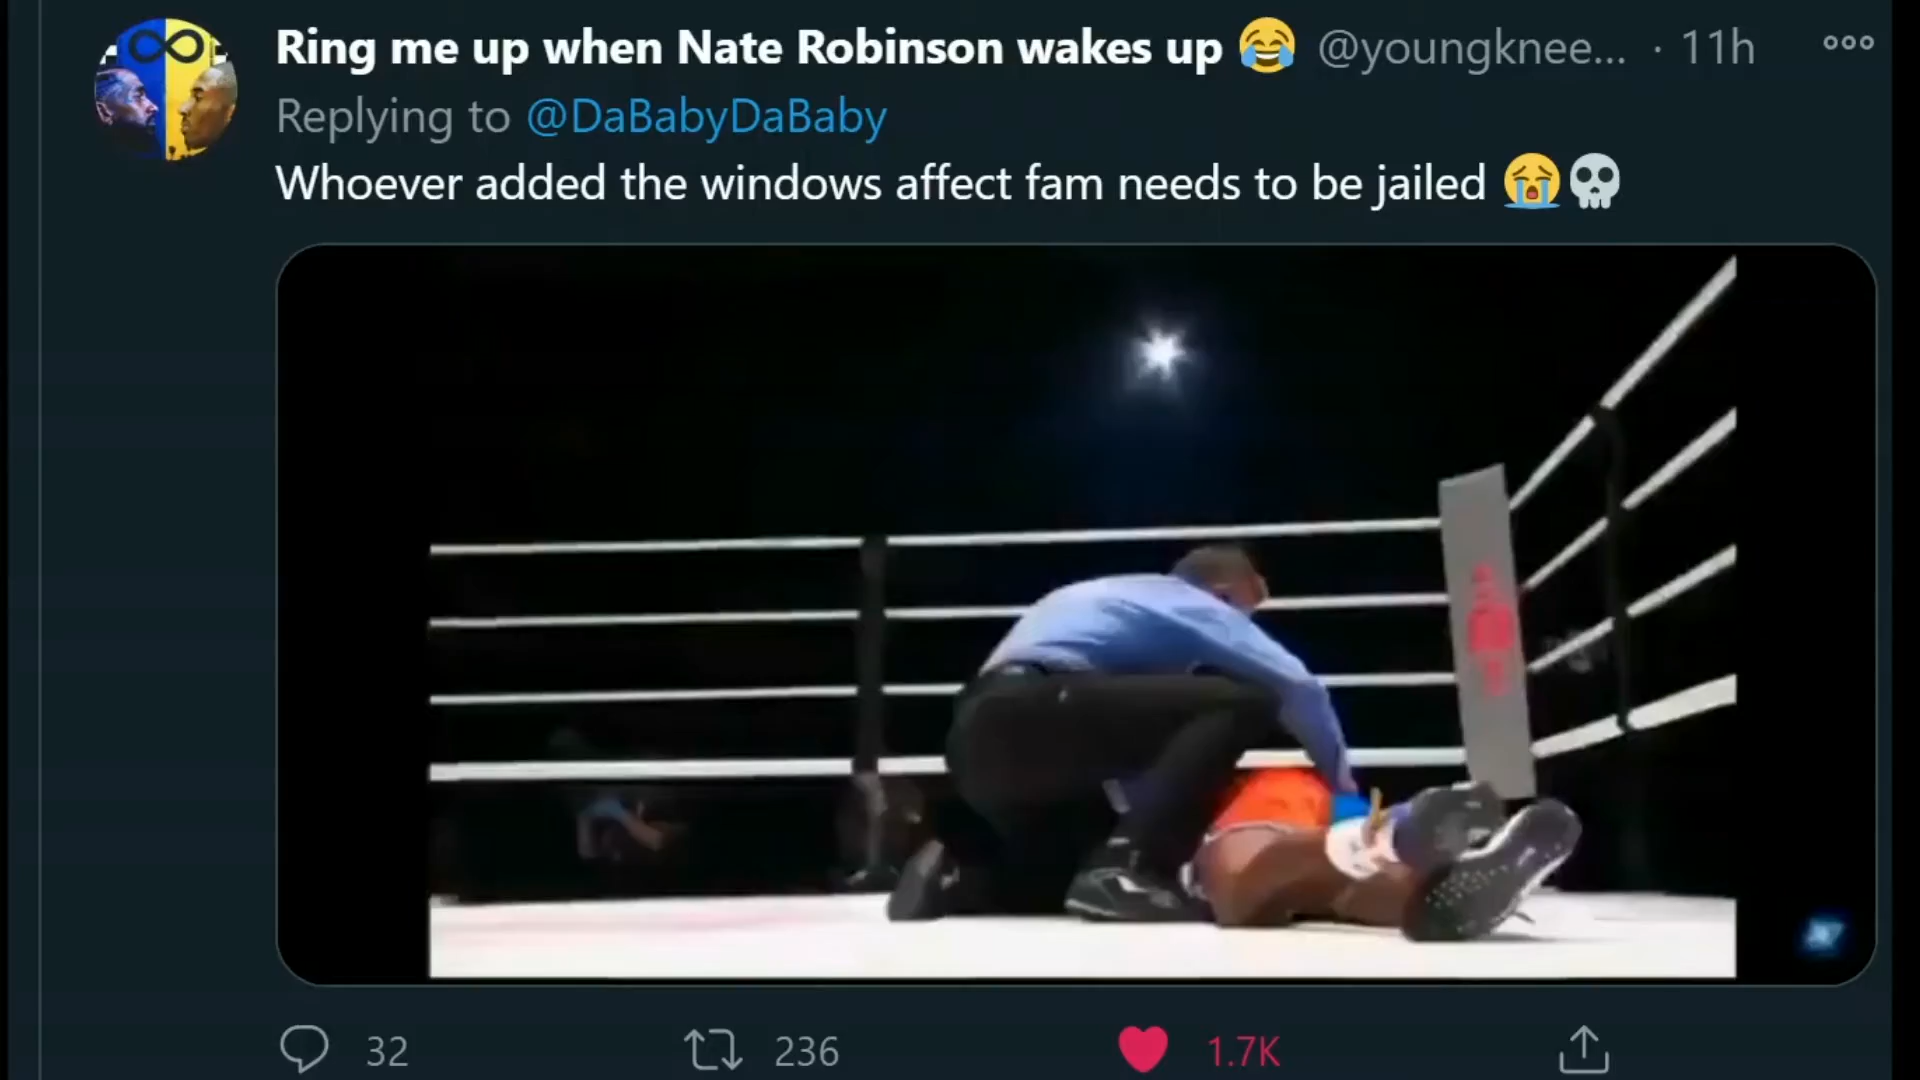 Ring me up when Nate Robinson wakes up 😂 @youngknee... · 11h
Replying to @DaBabyDaBaby
Whoever added the windows affect fam needs to be jailed 😭💀
32
236
1.7K